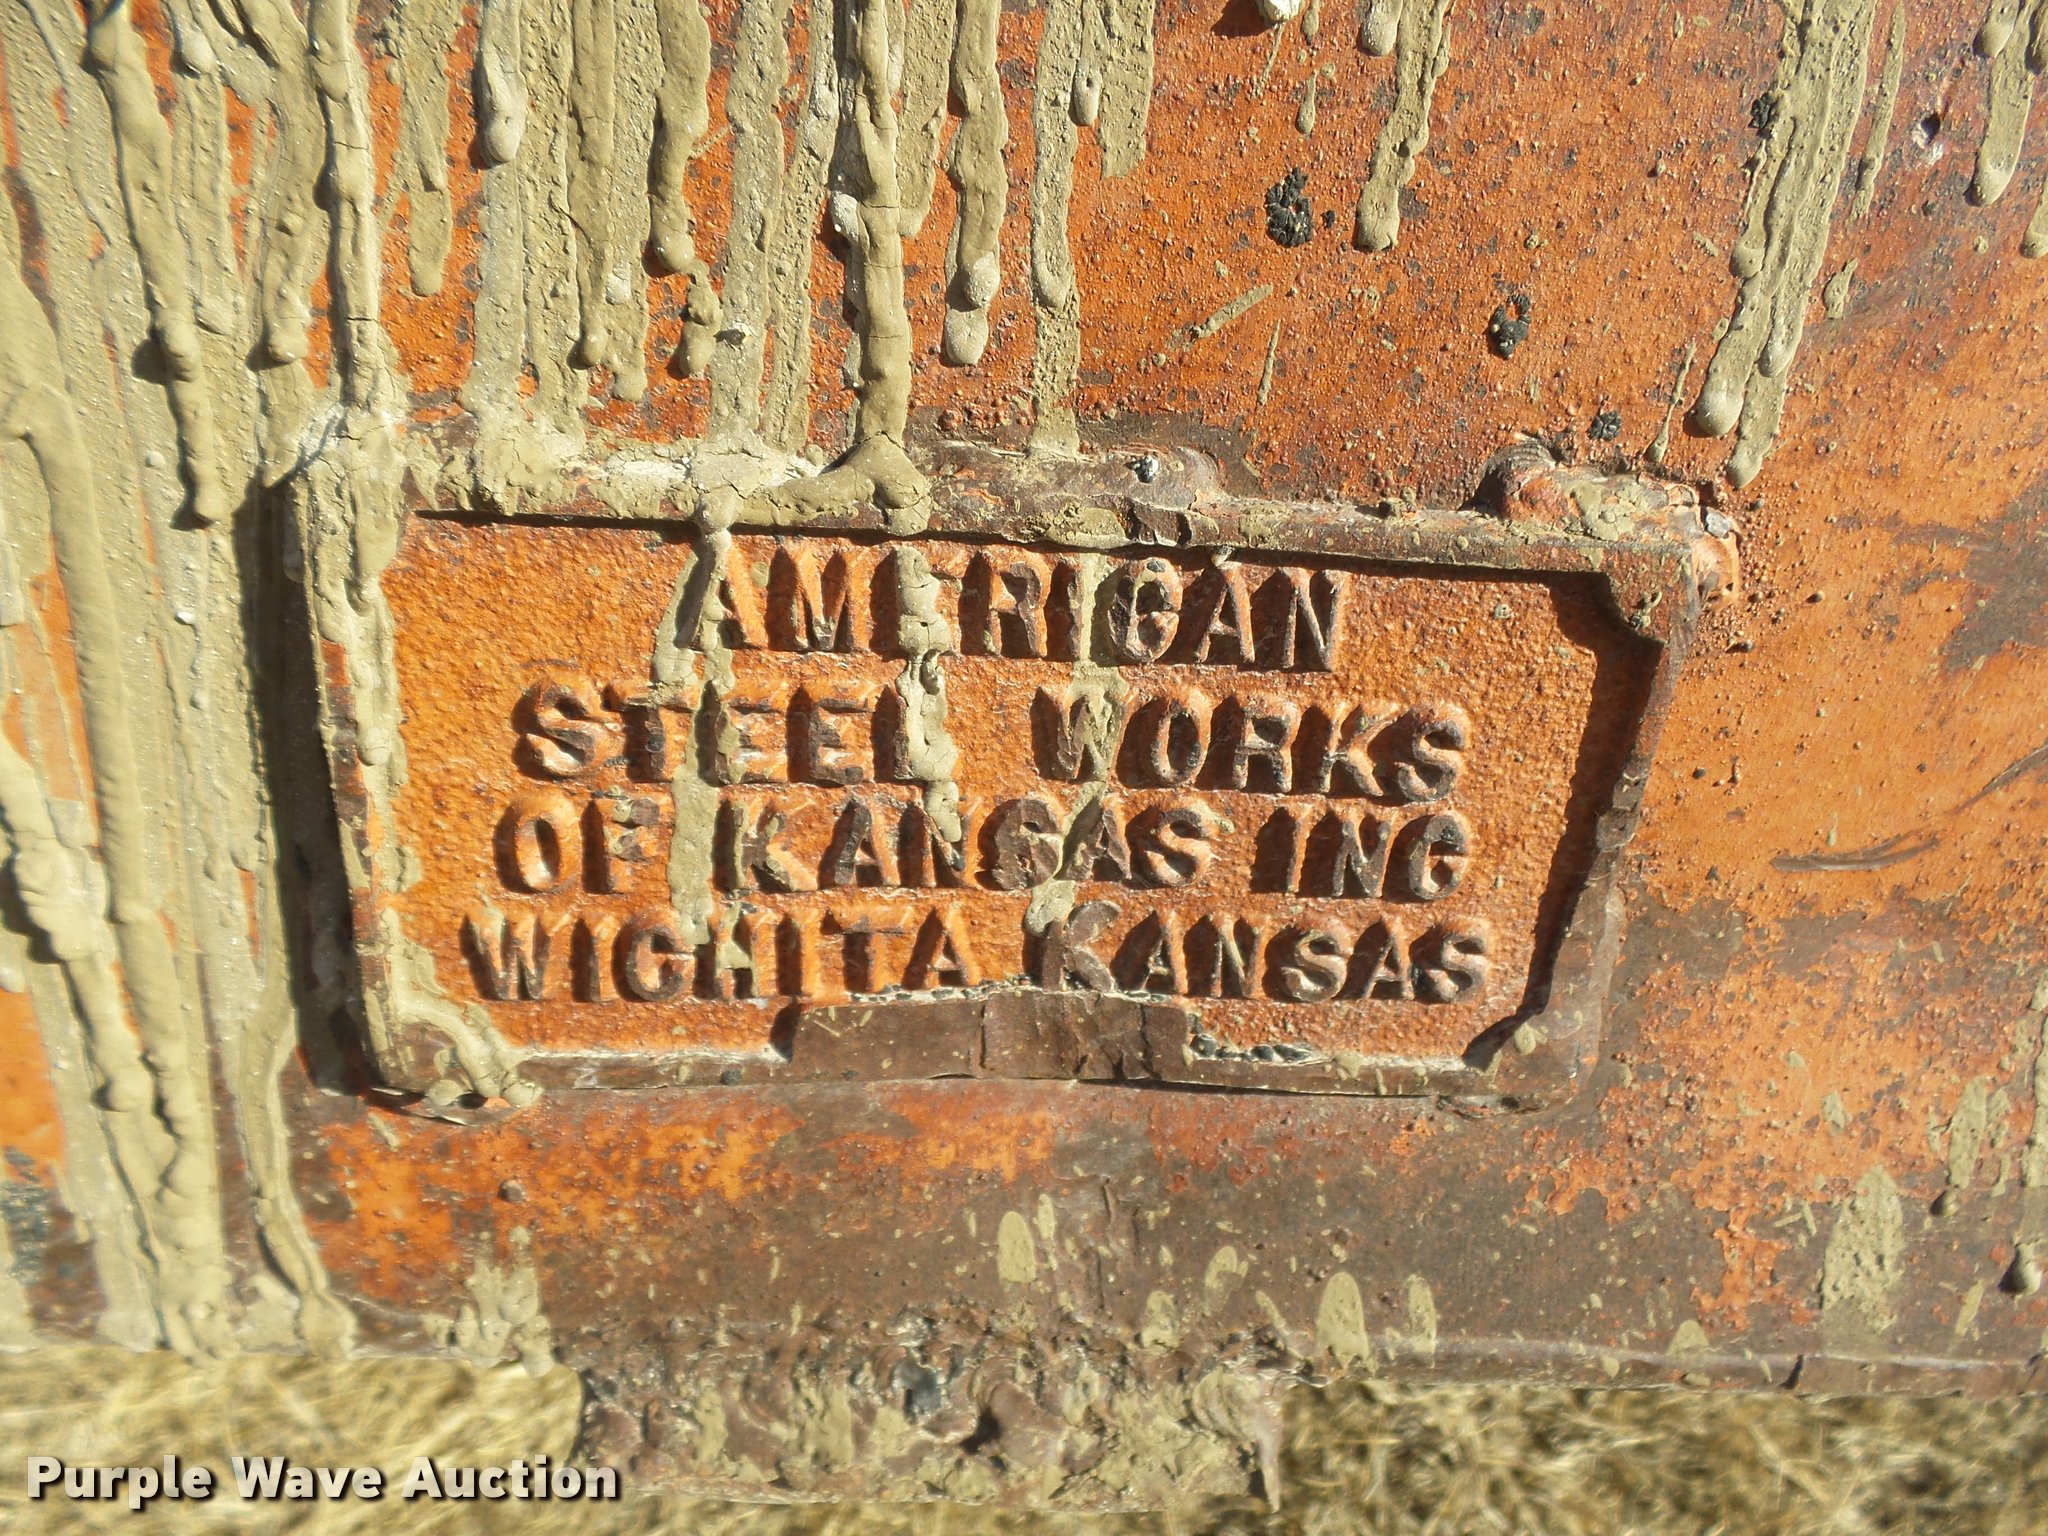 AMERICAN
STEEL WORKS
OF KANSAS INC
WICHITA KANSAS
Purple Wave Auction